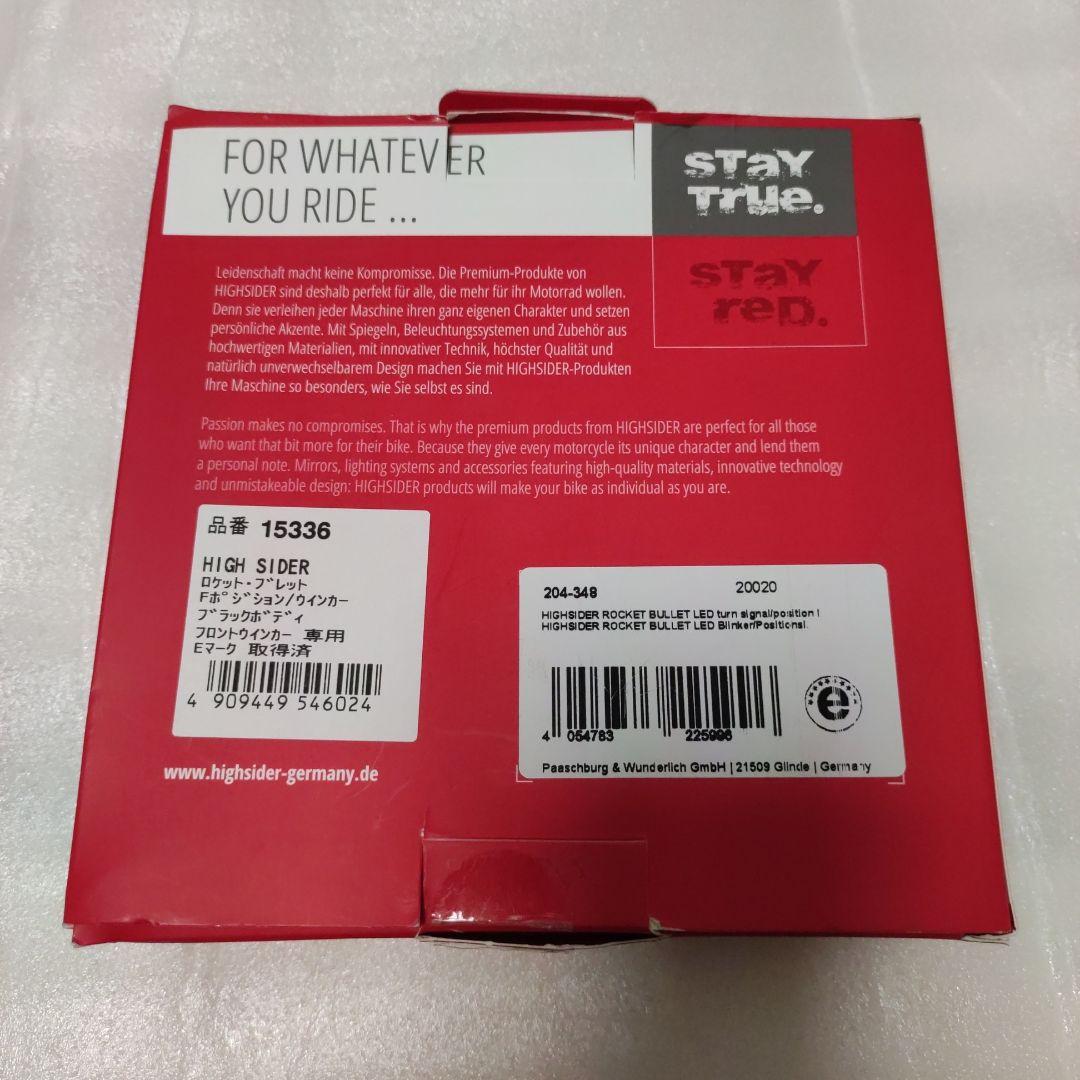 FOR WHATEVER
YOU RIDE ...
sTaY
True.
sTaY
reD.
Leidenschaft macht keine Kompromisse. Die Premium-Produkte von
HIGHSIDER sind deshalb perfekt für alle, die mehr für ihr Motorrad wollen.
Denn sie verleihen jeder Maschine ihren ganz eigenen Charakter und setzen
persönliche Akzente. Mit Spiegeln, Beleuchtungssystemen und Zubehör aus
hochwertigen Materialien, mit innovativer Technik, höchster Qualität und
natürlich unverwechselbarem Design machen Sie mit HIGHSIDER-Produkten
Ihre Maschine so besonders, wie Sie selbst es sind.
Passion makes no compromises. That is why the premium products from HIGHSIDER are perfect for all those
who want that bit more for their bike. Because they give every motorcycle its unique character and lend them
a personal note. Mirrors, lighting systems and accessories featuring high-quality materials, innovative technology
and unmistakeable design: HIGHSIDER products will make your bike as individual as you are.
品番 15336
HIGH SIDER
ロケット・ブレット
Fポジション/ウインカー
ブラックボディ
フロントウインカー 専用
Eマーク 取得済
4 909449 546024
204-348 20020
HIGHSIDER ROCKET BULLET LED turn signal/position l
HIGHSIDER ROCKET BULLET LED Blinker/Positionsl.
4 054783 225996
e
Paaschburg & Wunderlich GmbH | 21509 Glinde | Germany
www.highsider-germany.de